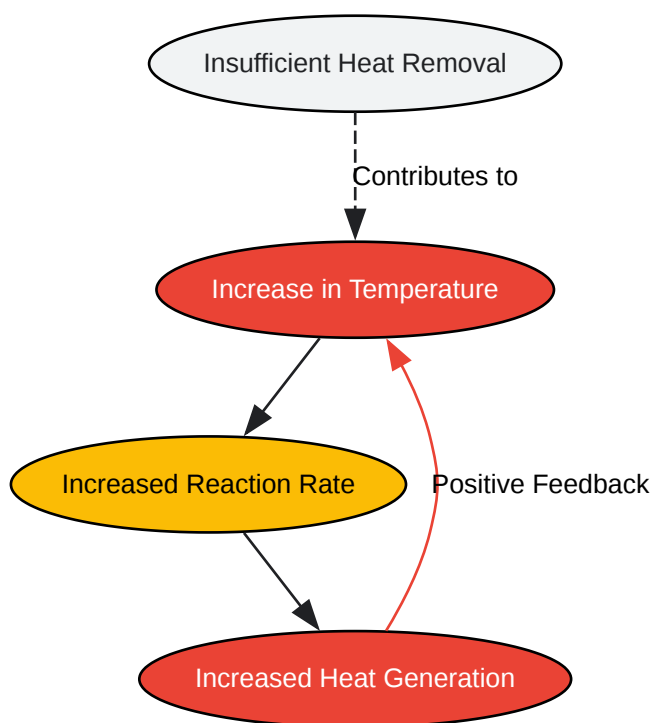 Insufficient Heat Removal
Contributes to
Increase in Temperature
Increased Reaction Rate
Positive Feedback
Increased Heat Generation